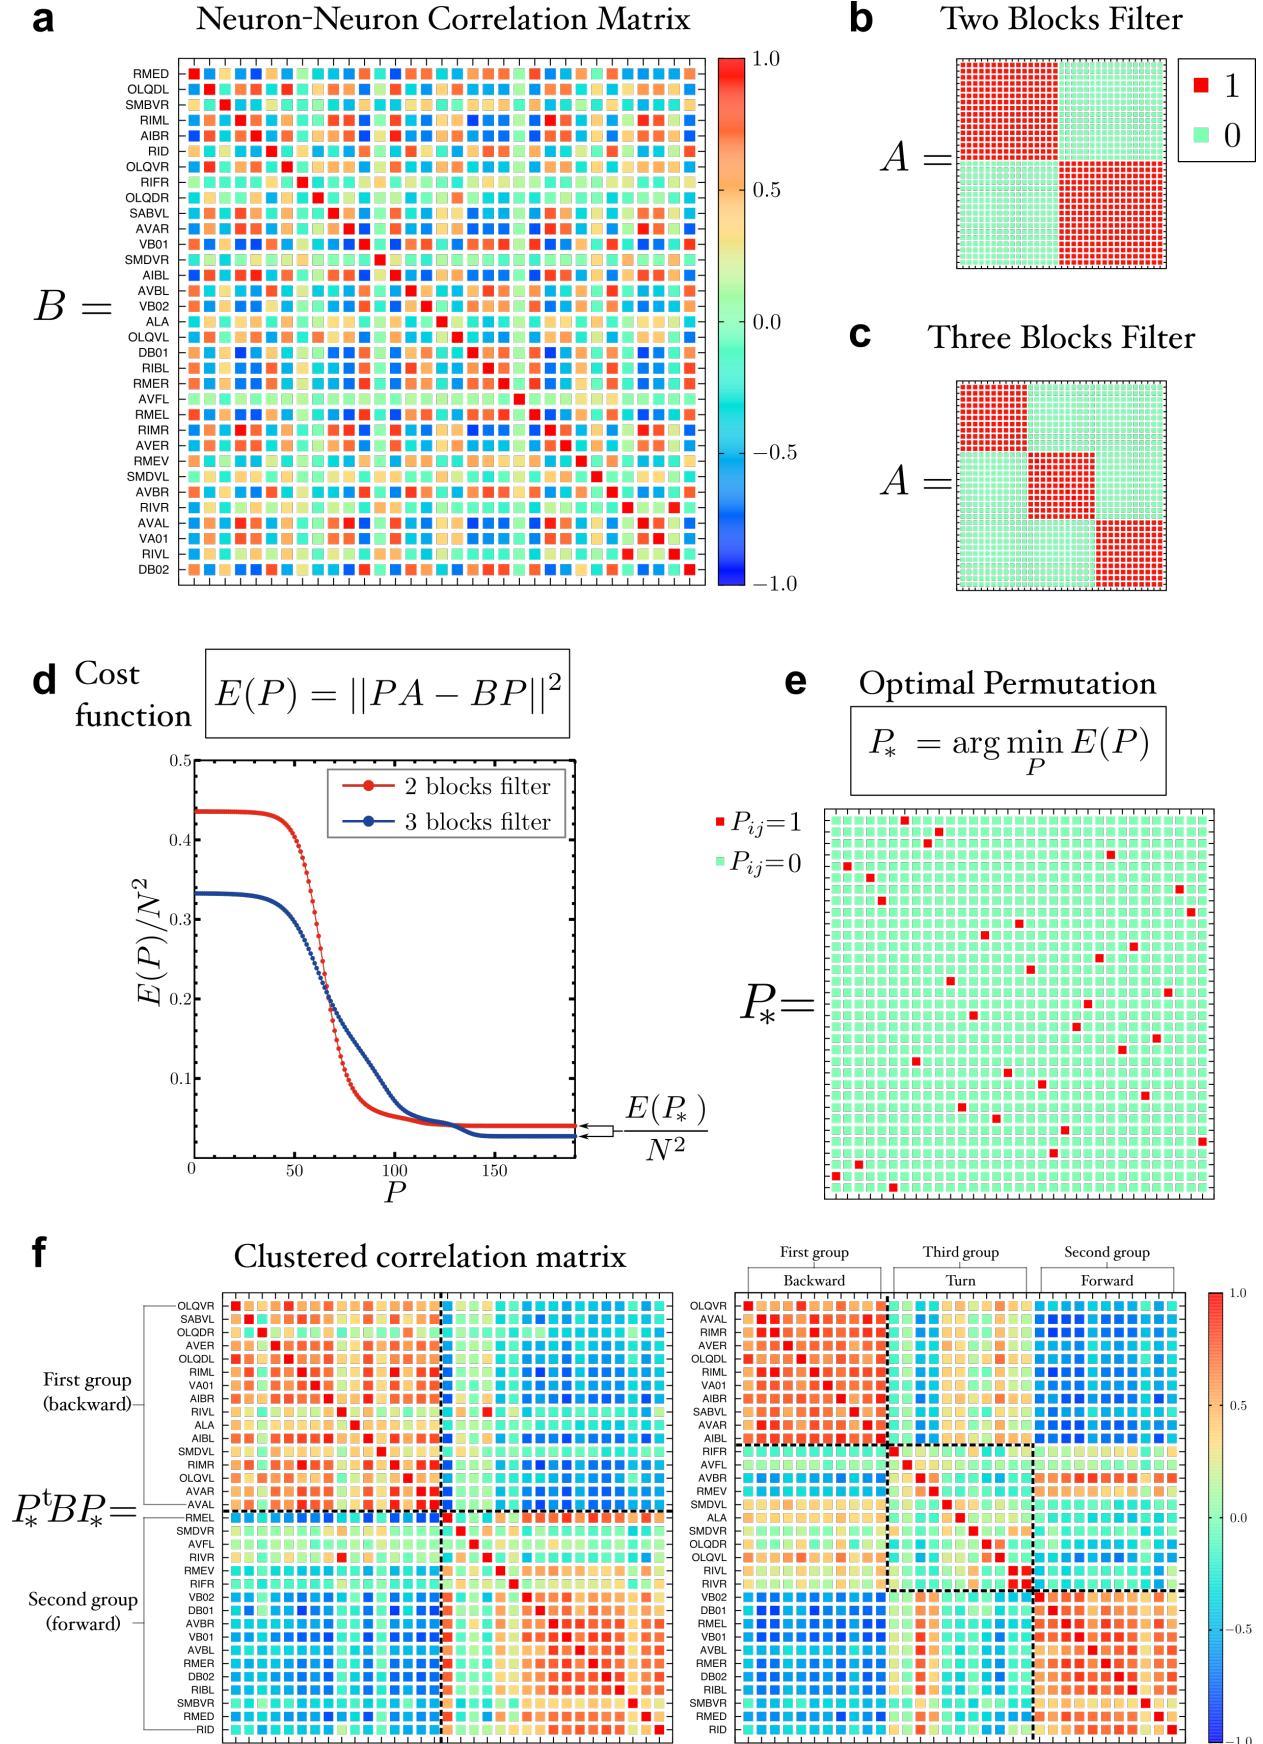 a
Neuron-Neuron Correlation Matrix
RMED
OLQDL
SMBVR
RIML
AIBR
RID
OLQVR
RIFR
OLQDR
SABVL
AVAR
VB01
SMDVR
AIBL
AVBL
VB02
ALA
OLQVL
DB01
RIBL
RMER
AVFL
RMEL
RIMR
AVER
RMEV
SMDVL
AVBR
RIVR
AVAL
VA01
RIVL
DB02
B =
1.0
0.5
0.0
−0.5
−1.0
b
Two Blocks Filter
A =
1
0
c
Three Blocks Filter
A =
d
Cost
function
E(P) = ||PA − BP||²
0.5
0.4
0.3
0.2
0.1
E(P)/N²
2 blocks filter
3 blocks filter
0
50
100
150
P
E(P*)
N²
e
Optimal Permutation
P* = arg min E(P)
P
Pij=1
Pij=0
P*=
f
Clustered correlation matrix
OLQVR
SABVL
OLQDR
AVER
OLQDL
RIML
VA01
AIBR
RIVL
ALA
AIBL
SMDVL
RIMR
OLQVL
AVAR
AVAL
RMEL
SMDVR
AVFL
RIVR
RMEV
RIFR
VB02
DB01
AVBR
VB01
AVBL
RMER
DB02
RIBL
SMBVR
RMED
RID
First group
(backward)
Second group
(forward)
P*ᵗBP*=
First group
Third group
Second group
Backward
Turn
Forward
OLQVR
AVAL
RIMR
AVER
OLQDL
RIML
VA01
AIBR
SABVL
AVAR
AIBL
RIFR
AVFL
AVBR
RMEV
SMDVL
ALA
SMDVR
OLQDR
OLQVL
RIVL
RIVR
VB02
DB01
RMEL
VB01
AVBL
RMER
DB02
RIBL
SMBVR
RMED
RID
1.0
0.5
0.0
−0.5
−1.0